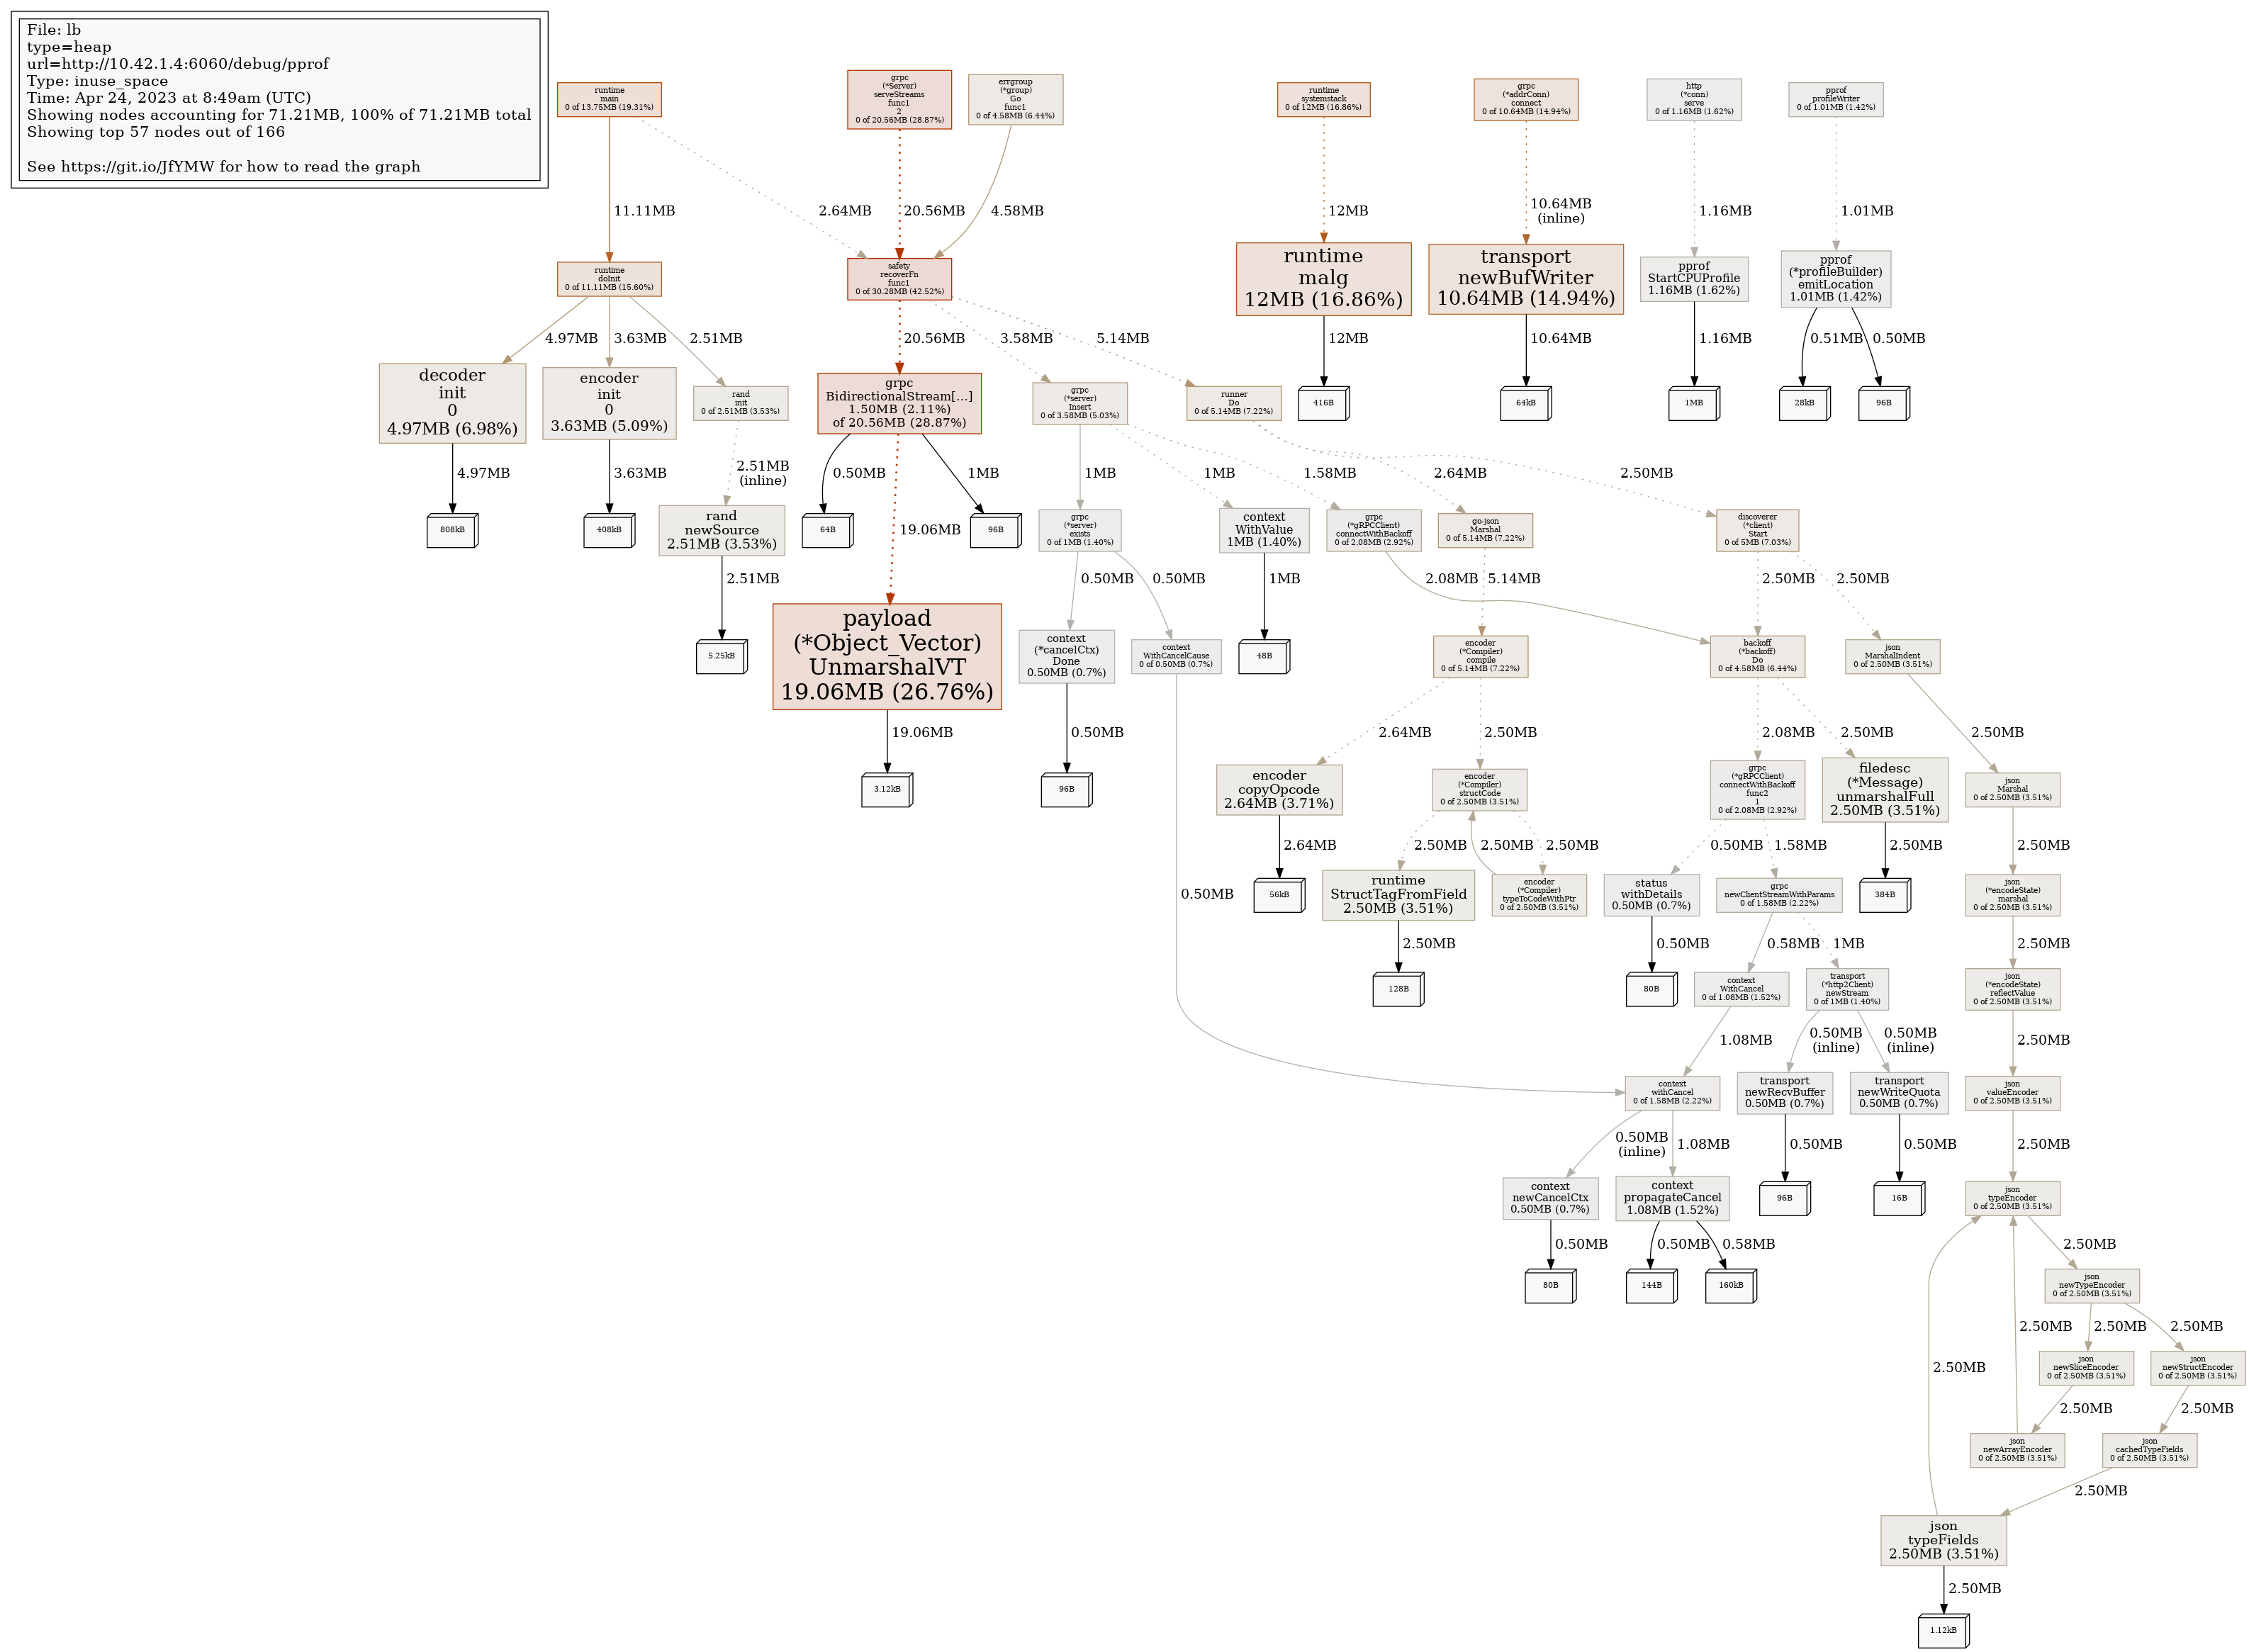 File: lb
type=heap
url=http://10.42.1.4:6060/debug/pprof
Type: inuse_space
Time: Apr 24, 2023 at 8:49am (UTC)
Showing nodes accounting for 71.21MB, 100% of 71.21MB total
Showing top 57 nodes out of 166
See https://git.io/JfYMW for how to read the graph
runtime
main
0 of 13.75MB (19.31%)
grpc
(*Server)
serveStreams
func1
2
0 of 20.56MB (28.87%)
errgroup
(*group)
Go
func1
0 of 4.58MB (6.44%)
runtime
systemstack
0 of 12MB (16.86%)
grpc
(*addrConn)
connect
0 of 10.64MB (14.94%)
http
(*conn)
serve
0 of 1.16MB (1.62%)
pprof
profileWriter
0 of 1.01MB (1.42%)
11.11MB
2.64MB
20.56MB
4.58MB
12MB
10.64MB
(inline)
1.16MB
1.01MB
runtime
doInit
0 of 11.11MB (15.60%)
safety
recoverFn
func1
0 of 30.28MB (42.52%)
runtime
malg
12MB (16.86%)
transport
newBufWriter
10.64MB (14.94%)
pprof
StartCPUProfile
1.16MB (1.62%)
pprof
(*profileBuilder)
emitLocation
1.01MB (1.42%)
4.97MB
3.63MB
2.51MB
20.56MB
3.58MB
5.14MB
12MB
10.64MB
1.16MB
0.51MB
0.50MB
decoder
init
0
4.97MB (6.98%)
encoder
init
0
3.63MB (5.09%)
rand
init
0 of 2.51MB (3.53%)
grpc
BidirectionalStream[...]
1.50MB (2.11%)
of 20.56MB (28.87%)
grpc
(*server)
Insert
0 of 3.58MB (5.03%)
runner
Do
0 of 5.14MB (7.22%)
416B
64kB
1MB
28kB
96B
4.97MB
3.63MB
2.51MB
(inline)
0.50MB
19.06MB
1MB
1MB
1MB
1.58MB
2.64MB
2.50MB
808kB
408kB
rand
newSource
2.51MB (3.53%)
64B
96B
grpc
(*server)
exists
0 of 1MB (1.40%)
context
WithValue
1MB (1.40%)
grpc
(*gRPCClient)
connectWithBackoff
0 of 2.08MB (2.92%)
go-json
Marshal
0 of 5.14MB (7.22%)
discoverer
(*client)
Start
0 of 5MB (7.03%)
2.51MB
0.50MB
0.50MB
1MB
2.08MB
5.14MB
2.50MB
2.50MB
5.25kB
payload
(*Object_Vector)
UnmarshalVT
19.06MB (26.76%)
context
(*cancelCtx)
Done
0.50MB (0.7%)
context
WithCancelCause
0 of 0.50MB (0.7%)
48B
encoder
(*Compiler)
compile
0 of 5.14MB (7.22%)
backoff
(*backoff)
Do
0 of 4.58MB (6.44%)
json
MarshalIndent
0 of 2.50MB (3.51%)
19.06MB
0.50MB
2.64MB
2.50MB
2.08MB
2.50MB
2.50MB
3.12kB
96B
encoder
copyOpcode
2.64MB (3.71%)
encoder
(*Compiler)
structCode
0 of 2.50MB (3.51%)
grpc
(*gRPCClient)
connectWithBackoff
func2
1
0 of 2.08MB (2.92%)
filedesc
(*Message)
unmarshalFull
2.50MB (3.51%)
json
Marshal
0 of 2.50MB (3.51%)
0.50MB
2.64MB
2.50MB
2.50MB
2.50MB
0.50MB
1.58MB
2.50MB
2.50MB
56kB
runtime
StructTagFromField
2.50MB (3.51%)
encoder
(*Compiler)
typeToCodeWithPtr
0 of 2.50MB (3.51%)
status
withDetails
0.50MB (0.7%)
grpc
newClientStreamWithParams
0 of 1.58MB (2.22%)
384B
json
(*encodeState)
marshal
0 of 2.50MB (3.51%)
2.50MB
0.50MB
0.58MB
1MB
2.50MB
128B
80B
context
WithCancel
0 of 1.08MB (1.52%)
transport
(*http2Client)
newStream
0 of 1MB (1.40%)
json
(*encodeState)
reflectValue
0 of 2.50MB (3.51%)
1.08MB
0.50MB
(inline)
0.50MB
(inline)
2.50MB
context
withCancel
0 of 1.58MB (2.22%)
transport
newRecvBuffer
0.50MB (0.7%)
transport
newWriteQuota
0.50MB (0.7%)
json
valueEncoder
0 of 2.50MB (3.51%)
0.50MB
(inline)
1.08MB
0.50MB
0.50MB
2.50MB
context
newCancelCtx
0.50MB (0.7%)
context
propagateCancel
1.08MB (1.52%)
96B
16B
json
typeEncoder
0 of 2.50MB (3.51%)
0.50MB
0.50MB
0.58MB
2.50MB
80B
144B
160kB
json
newTypeEncoder
0 of 2.50MB (3.51%)
2.50MB
2.50MB
2.50MB
2.50MB
json
newSliceEncoder
0 of 2.50MB (3.51%)
json
newStructEncoder
0 of 2.50MB (3.51%)
2.50MB
2.50MB
json
newArrayEncoder
0 of 2.50MB (3.51%)
json
cachedTypeFields
0 of 2.50MB (3.51%)
2.50MB
json
typeFields
2.50MB (3.51%)
2.50MB
1.12kB